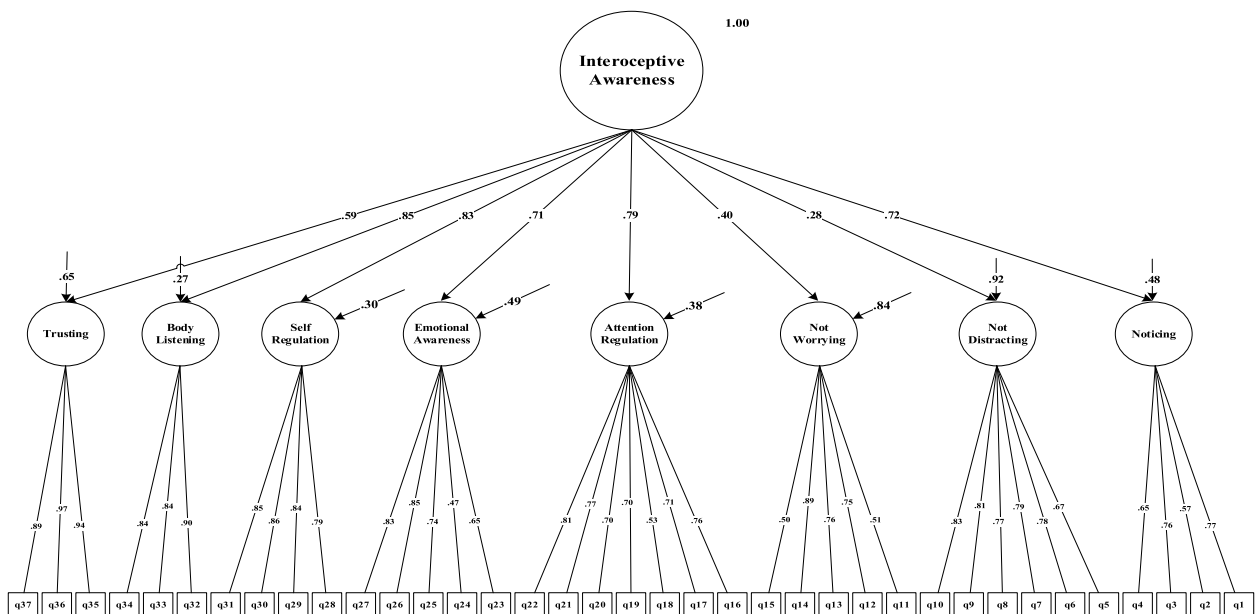 1.00
Interoceptive
Awareness
.59 .85 .83 .71 .79 .40 .28 .72
.65 .27 .30 .49 .38 .84 .92 .48
Trusting
Body
Listening
Self
Regulation
Emotional
Awareness
Attention
Regulation
Not
Worrying
Not
Distracting
Noticing
.89 .97 .94
.84 .84 .90
.85 .86 .84 .79
.83 .85 .74 .47 .65
.81 .77 .70 .70 .53 .71 .76
.50 .89 .76 .75 .51
.83 .81 .77 .79 .78 .67
.65 .76 .57 .77
q37 q36 q35 q34 q33 q32 q31 q30 q29 q28 q27 q26 q25 q24 q23 q22 q21 q20 q19 q18 q17 q16 q15 q14 q13 q12 q11 q10 q9 q8 q7 q6 q5 q4 q3 q2 q1